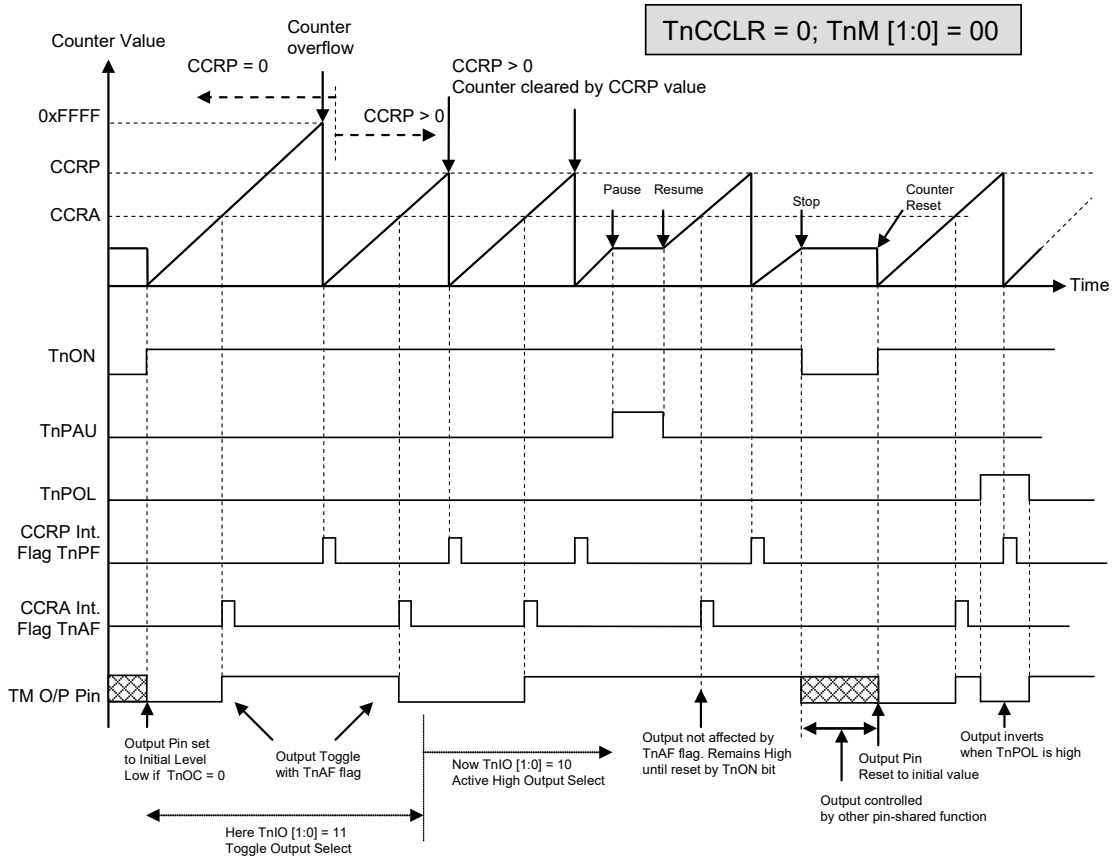 TnCCLR = 0; TnM [1:0] = 00
Counter Value
Counter
overflow
CCRP = 0
CCRP > 0
Counter cleared by CCRP value
CCRP > 0
0xFFFF
CCRP
CCRA
Pause
Resume
Stop
Counter
Reset
Time
TnON
TnPAU
TnPOL
CCRP Int.
Flag TnPF
CCRA Int.
Flag TnAF
TM O/P Pin
Output Pin set
to Initial Level
Low if TnOC = 0
Output Toggle
with TnAF flag
Now TnIO [1:0] = 10
Active High Output Select
Output not affected by
TnAF flag. Remains High
until reset by TnON bit
Output Pin
Reset to initial value
Output inverts
when TnPOL is high
Output controlled
by other pin-shared function
Here TnIO [1:0] = 11
Toggle Output Select